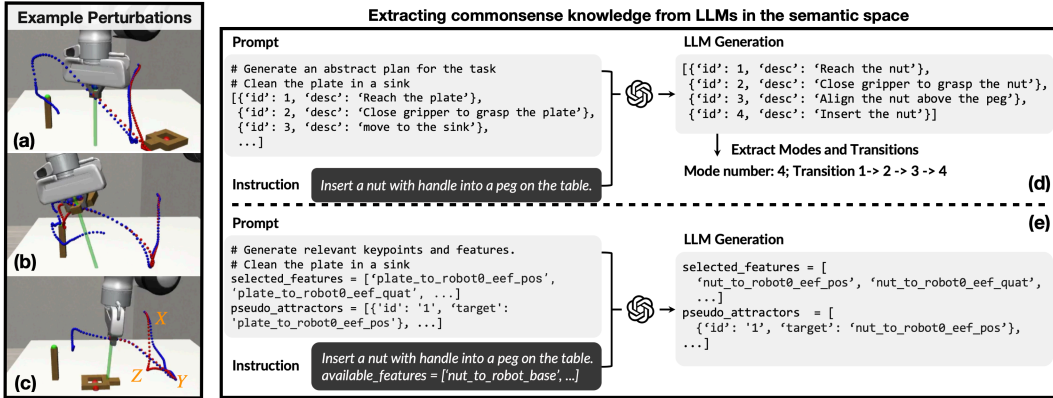 Example Perturbations
(a)
(b)
X
Z
Y
(c)
Extracting commonsense knowledge from LLMs in the semantic space
Prompt
# Generate an abstract plan for the task
# Clean the plate in a sink
[{‘id’: 1, ‘desc’: ‘Reach the plate’},
{‘id’: 2, ‘desc’: ‘Close gripper to grasp the plate’},
{‘id’: 3, ‘desc’: ‘move to the sink’},
...]
Instruction
Insert a nut with handle into a peg on the table.
LLM Generation
[{‘id’: 1, ‘desc’: ‘Reach the nut’},
{‘id’: 2, ‘desc’: ‘Close gripper to grasp the nut’},
{‘id’: 3, ‘desc’: ‘Align the nut above the peg’},
{‘id’: 4, ‘desc’: ‘Insert the nut’}]
Extract Modes and Transitions
Mode number: 4; Transition 1-> 2 -> 3 -> 4
(d)
(e)
Prompt
# Generate relevant keypoints and features.
# Clean the plate in a sink
selected_features = [‘plate_to_robot0_eef_pos’,
‘plate_to_robot0_eef_quat’, ...]
pseudo_attractors = [{'id': '1', ‘target’:
'plate_to_robot0_eef_pos'}, ...]
Instruction
Insert a nut with handle into a peg on the table.
available_features = ['nut_to_robot_base', ...]
LLM Generation
selected_features = [
‘nut_to_robot0_eef_pos’, ‘nut_to_robot0_eef_quat’,
...]
pseudo_attractors = [
{‘id’: '1', ‘target’: ‘nut_to_robot0_eef_pos’},
...]